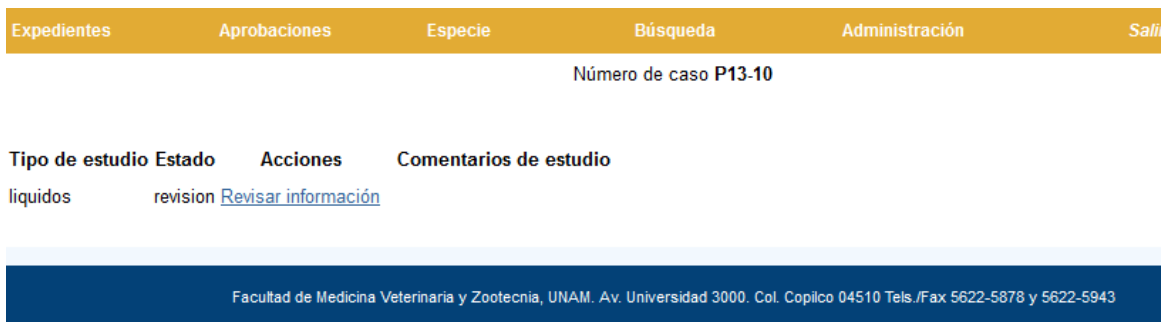 Expedientes Aprobaciones Especie Búsqueda Administración
Número de caso P13-10
Tipo de estudio Estado Acciones Comentarios de estudio
liquidos revision Revisar información
Facultad de Medicina Veterinaria y Zootecnia, UNAM. Av. Universidad 3000. Col. Copilco 04510 Tels./Fax 5622-5878 y 5622-5943